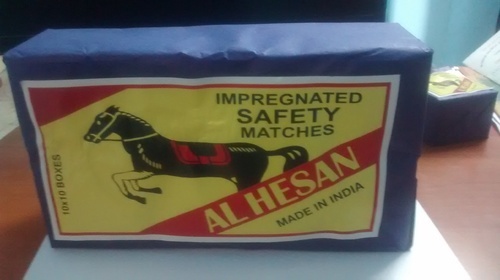 IMPREGNATED
SAFETY
MATCHES
AL HESAN
MADE IN INDIA
10x10 BOXES